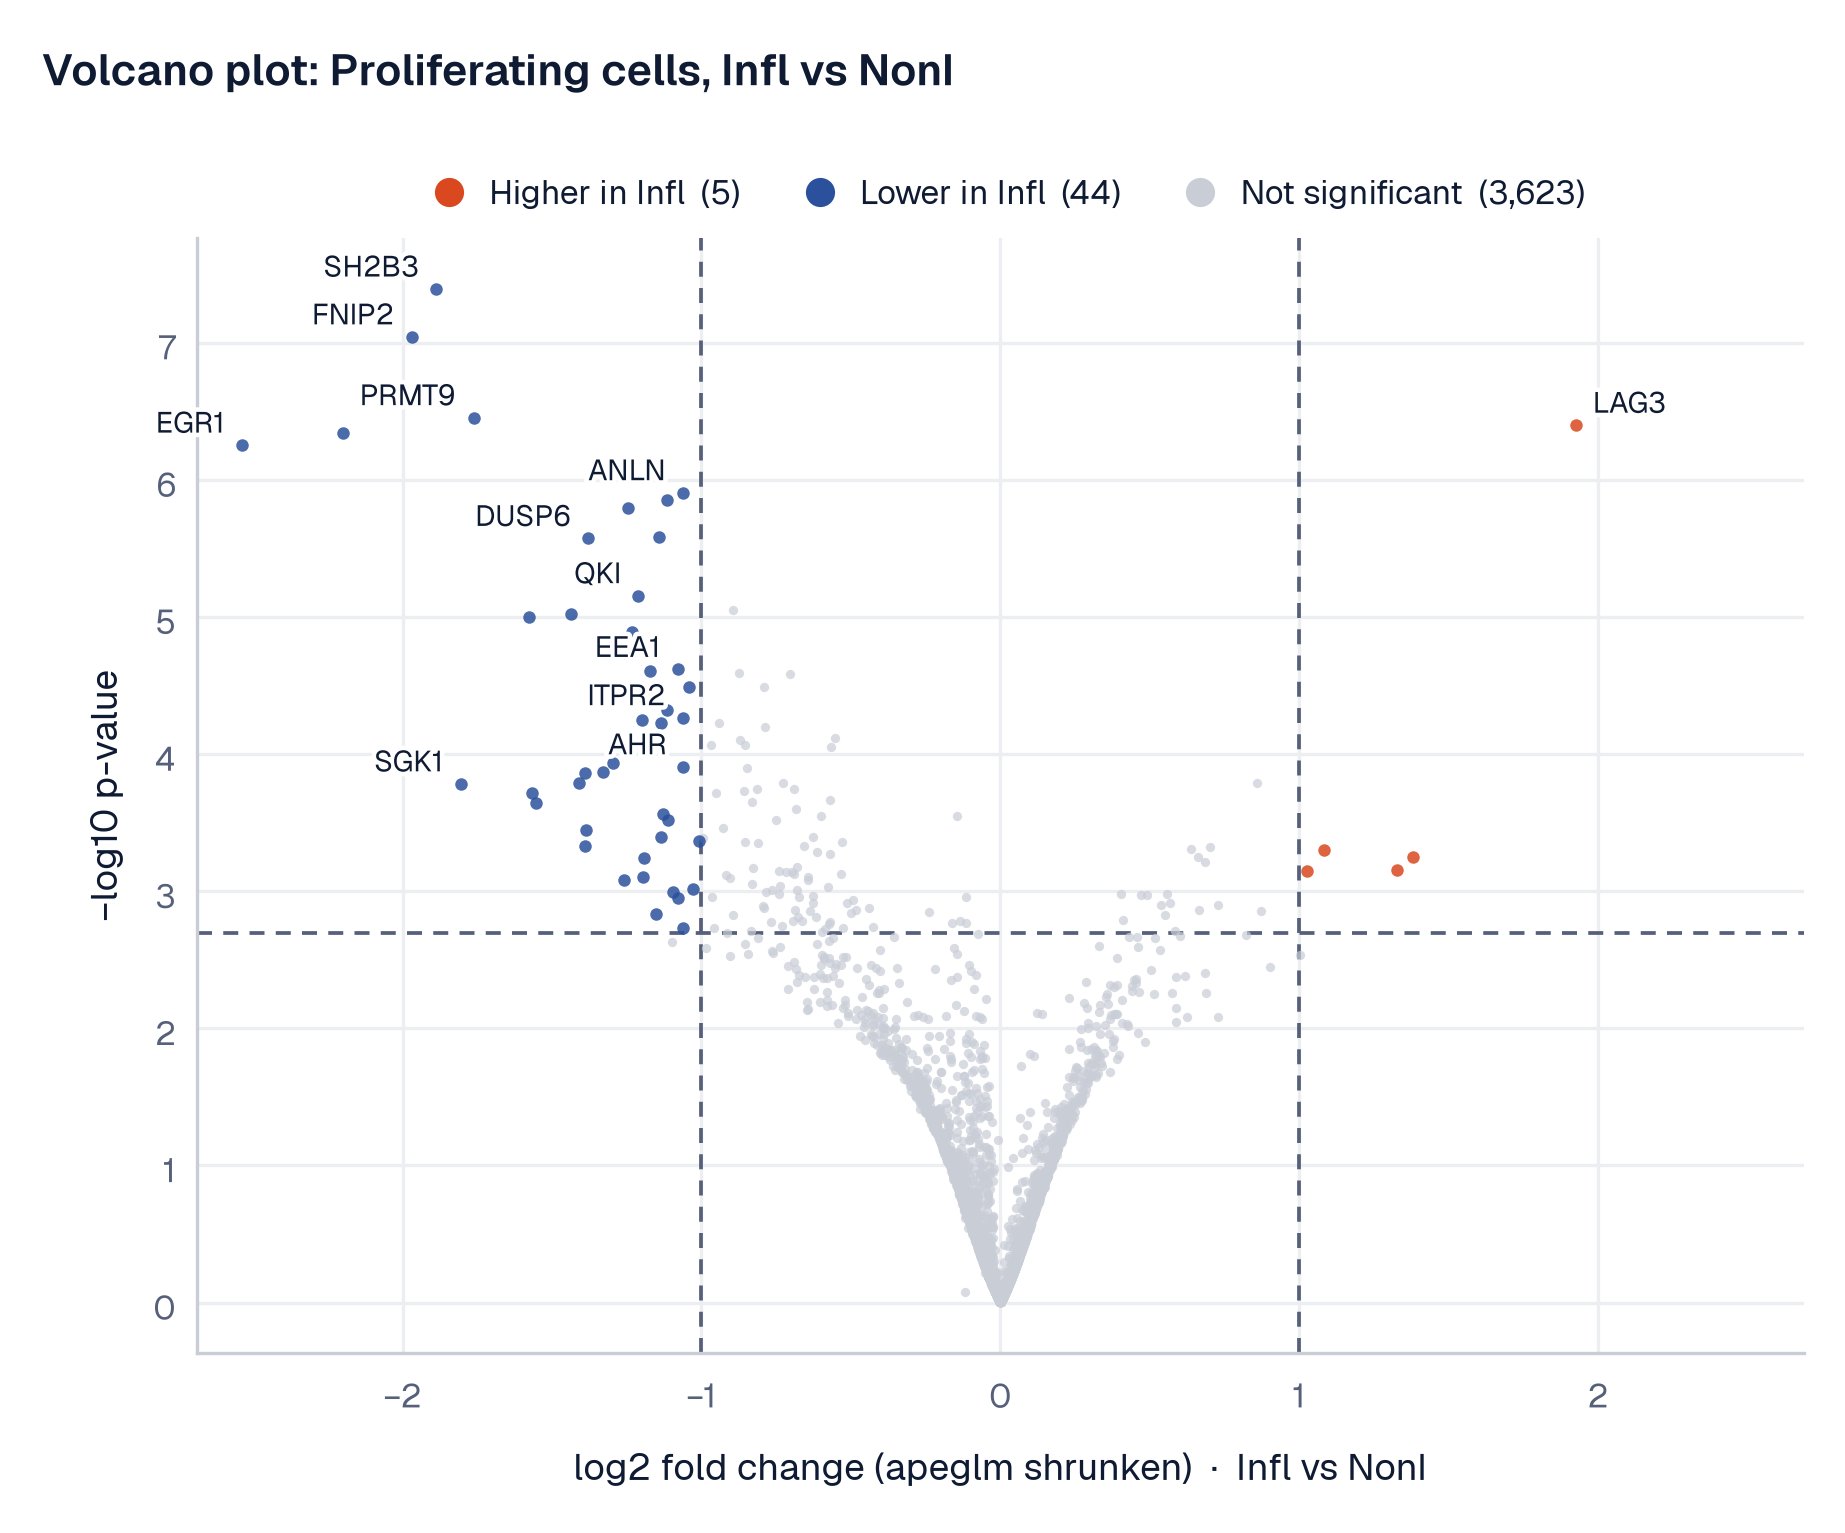 Volcano plot: Proliferating cells, Infl vs NonI
Higher in Infl (5)
Lower in Infl (44)
Not significant (3,623)
SH2B3
FNIP2
PRMT9
EGR1
LAG3
ANLN
DUSP6
QKI
EEA1
ITPR2
AHR
SGK1
−log10 p-value
7
6
5
4
3
2
1
0
−2
−1
0
1
2
log2 fold change (apeglm shrunken) · Infl vs NonI